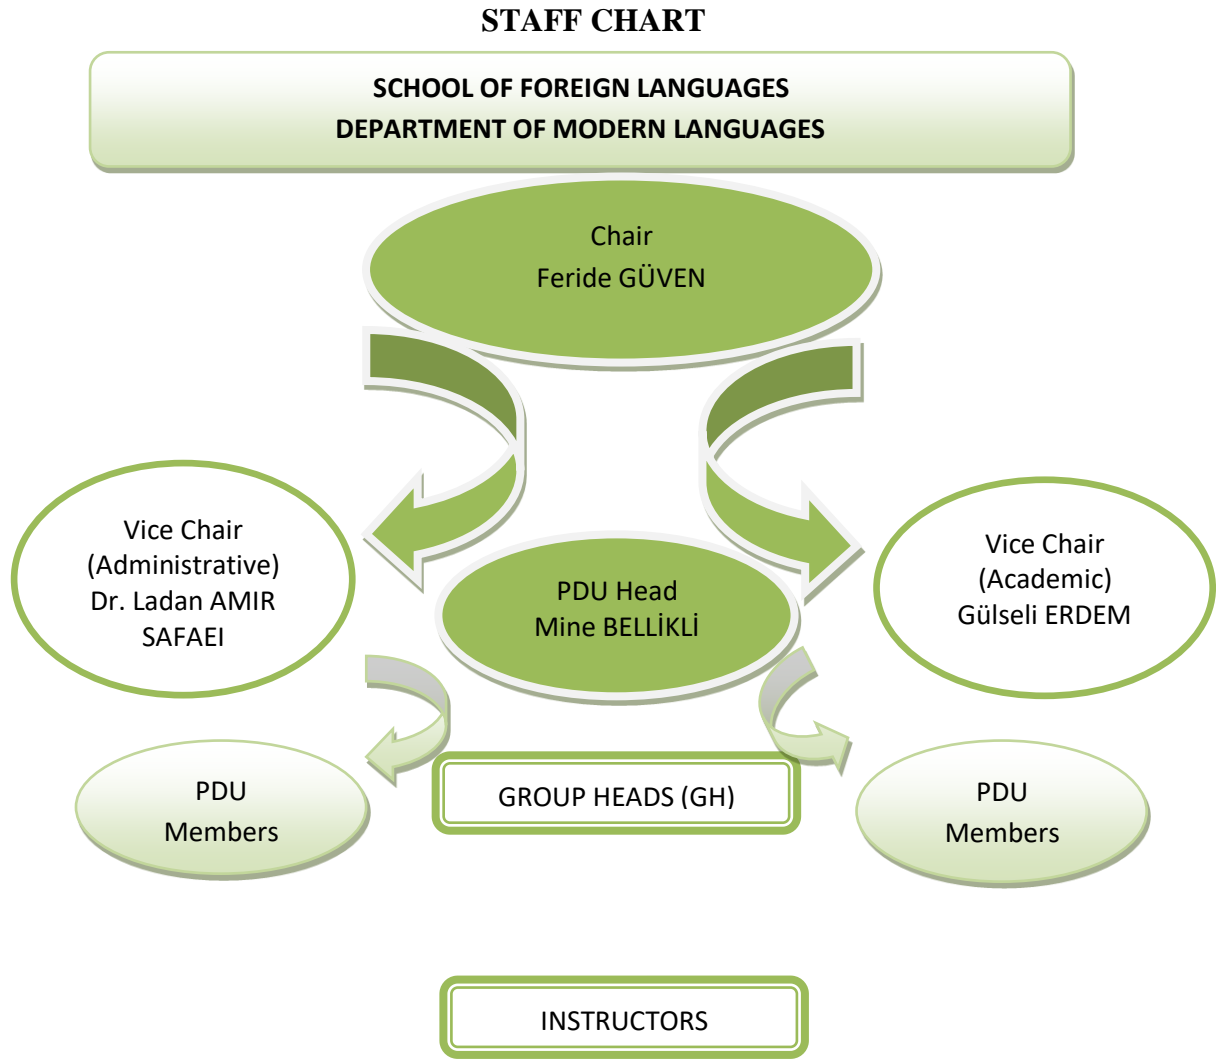 STAFF CHART
SCHOOL OF FOREIGN LANGUAGES
DEPARTMENT OF MODERN LANGUAGES
Chair
Feride GÜVEN
Vice Chair
(Administrative)
Dr. Ladan AMIR
SAFAEI
PDU Head
Mine BELLİKLİ
Vice Chair
(Academic)
Gülseli ERDEM
PDU
Members
GROUP HEADS (GH)
PDU
Members
INSTRUCTORS